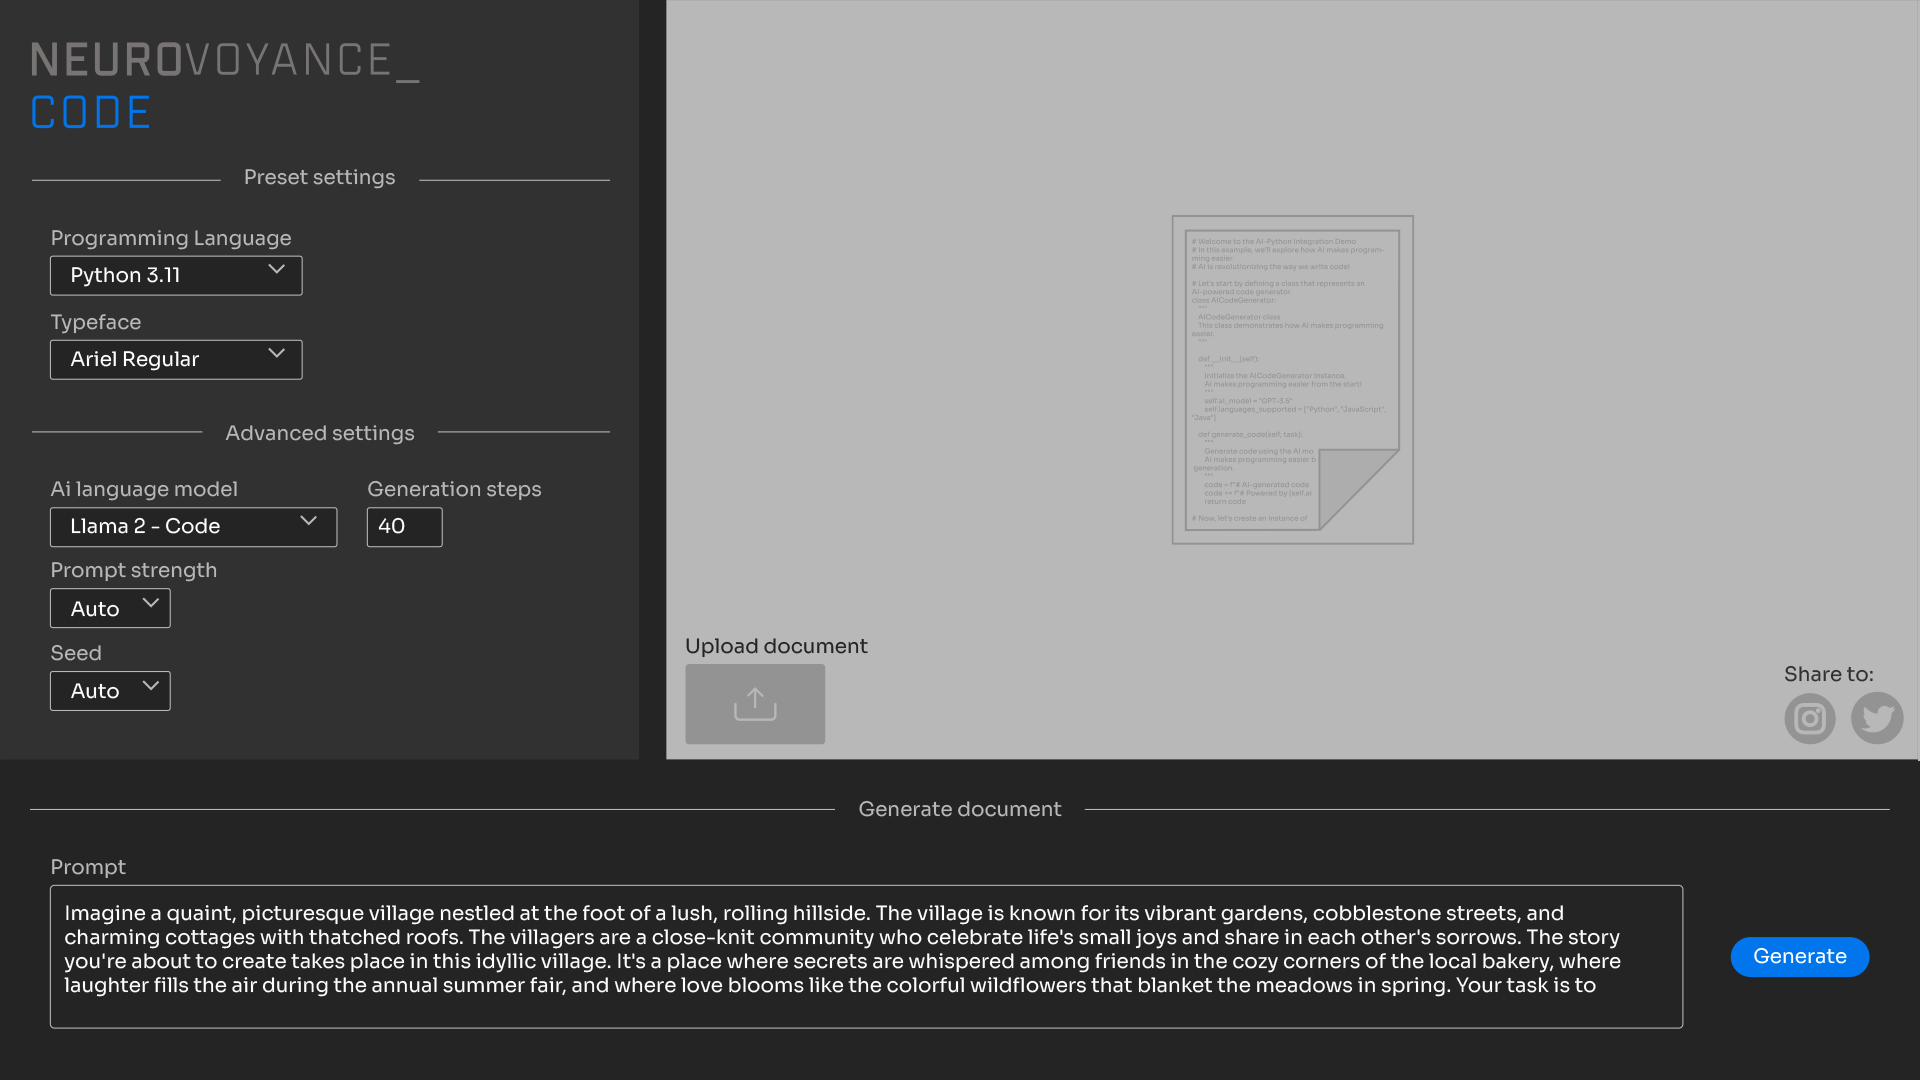 NEUROVOYANCE_
CODE
Preset settings
Programming Language
Python 3.11
Typeface
Ariel Regular
Advanced settings
Ai language model
Generation steps
Llama 2 - Code
40
Prompt strength
Auto
Seed
Auto
# Welcome to the AI-Python Integration Demo
# In this example, we'll explore how AI makes program-
ming easier.
# AI is revolutionizing the way we write code!
# Let's start by defining a class that represents an
AI-powered code generator
class AICodeGenerator:
"""
AICodeGenerator class
This class demonstrates how AI makes programming
easier.
"""
def __init__(self):
"""
Initialize the AICodeGenerator instance.
AI makes programming easier from the start!
"""
self.ai_model = "GPT-3.5"
self.languages_supported = ["Python", "JavaScript",
"Java"]
def generate_code(self, task):
"""
Generate code using the AI mo
AI makes programming easier b
generation.
"""
code = f"# AI-generated code
code += f"# Powered by {self.ai
return code
# Now, let's create an instance of
Upload document
Share to:
Generate document
Prompt
Imagine a quaint, picturesque village nestled at the foot of a lush, rolling hillside. The village is known for its vibrant gardens, cobblestone streets, and
charming cottages with thatched roofs. The villagers are a close-knit community who celebrate life's small joys and share in each other's sorrows. The story
you're about to create takes place in this idyllic village. It's a place where secrets are whispered among friends in the cozy corners of the local bakery, where
laughter fills the air during the annual summer fair, and where love blooms like the colorful wildflowers that blanket the meadows in spring. Your task is to
Generate